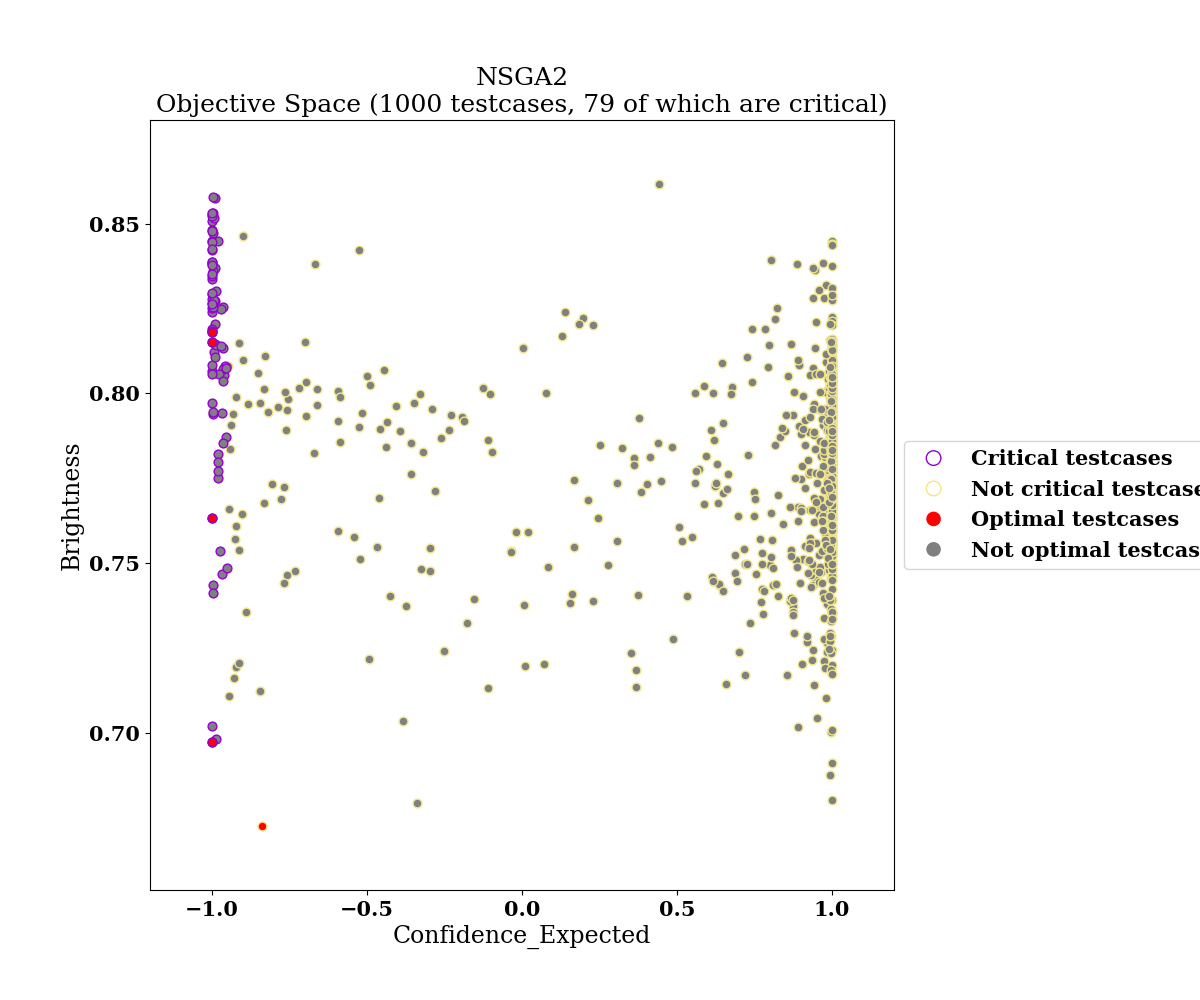 NSGA2
Objective Space (1000 testcases, 79 of which are critical)
0.85
0.80
0.75
0.70
Brightness
−1.0 −0.5 0.0 0.5 1.0
Confidence_Expected
Critical testcases
Not critical testcase
Optimal testcases
Not optimal testcas